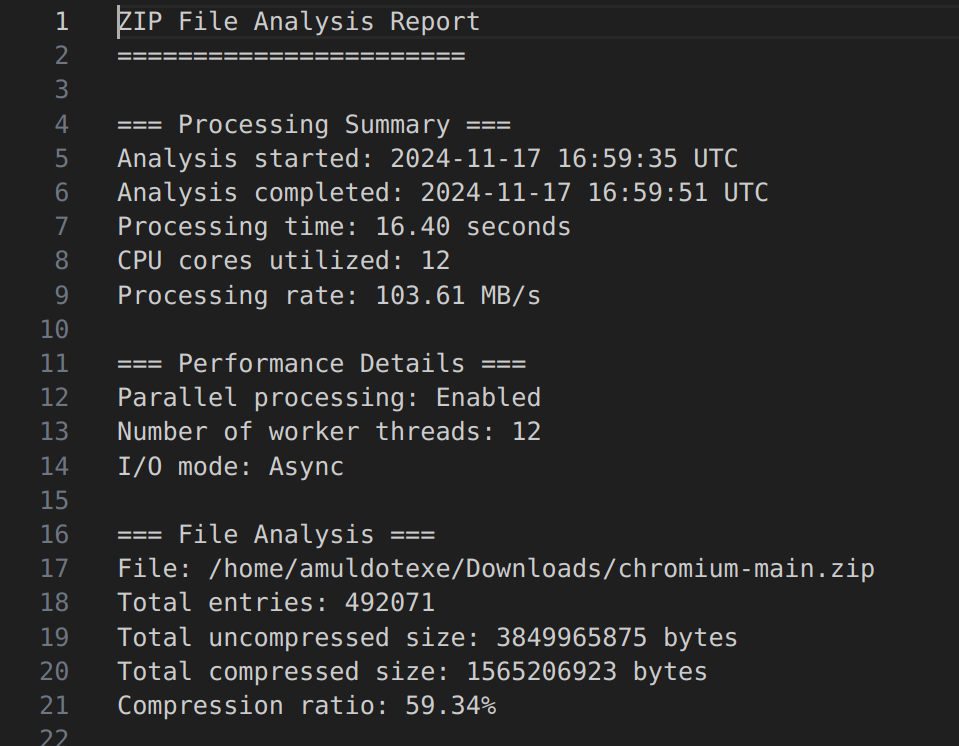 1 ZIP File Analysis Report
2 =======================
3
4 === Processing Summary ===
5 Analysis started: 2024-11-17 16:59:35 UTC
6 Analysis completed: 2024-11-17 16:59:51 UTC
7 Processing time: 16.40 seconds
8 CPU cores utilized: 12
9 Processing rate: 103.61 MB/s
10
11 === Performance Details ===
12 Parallel processing: Enabled
13 Number of worker threads: 12
14 I/O mode: Async
15
16 === File Analysis ===
17 File: /home/amuldotexe/Downloads/chromium-main.zip
18 Total entries: 492071
19 Total uncompressed size: 3849965875 bytes
20 Total compressed size: 1565206923 bytes
21 Compression ratio: 59.34%
22